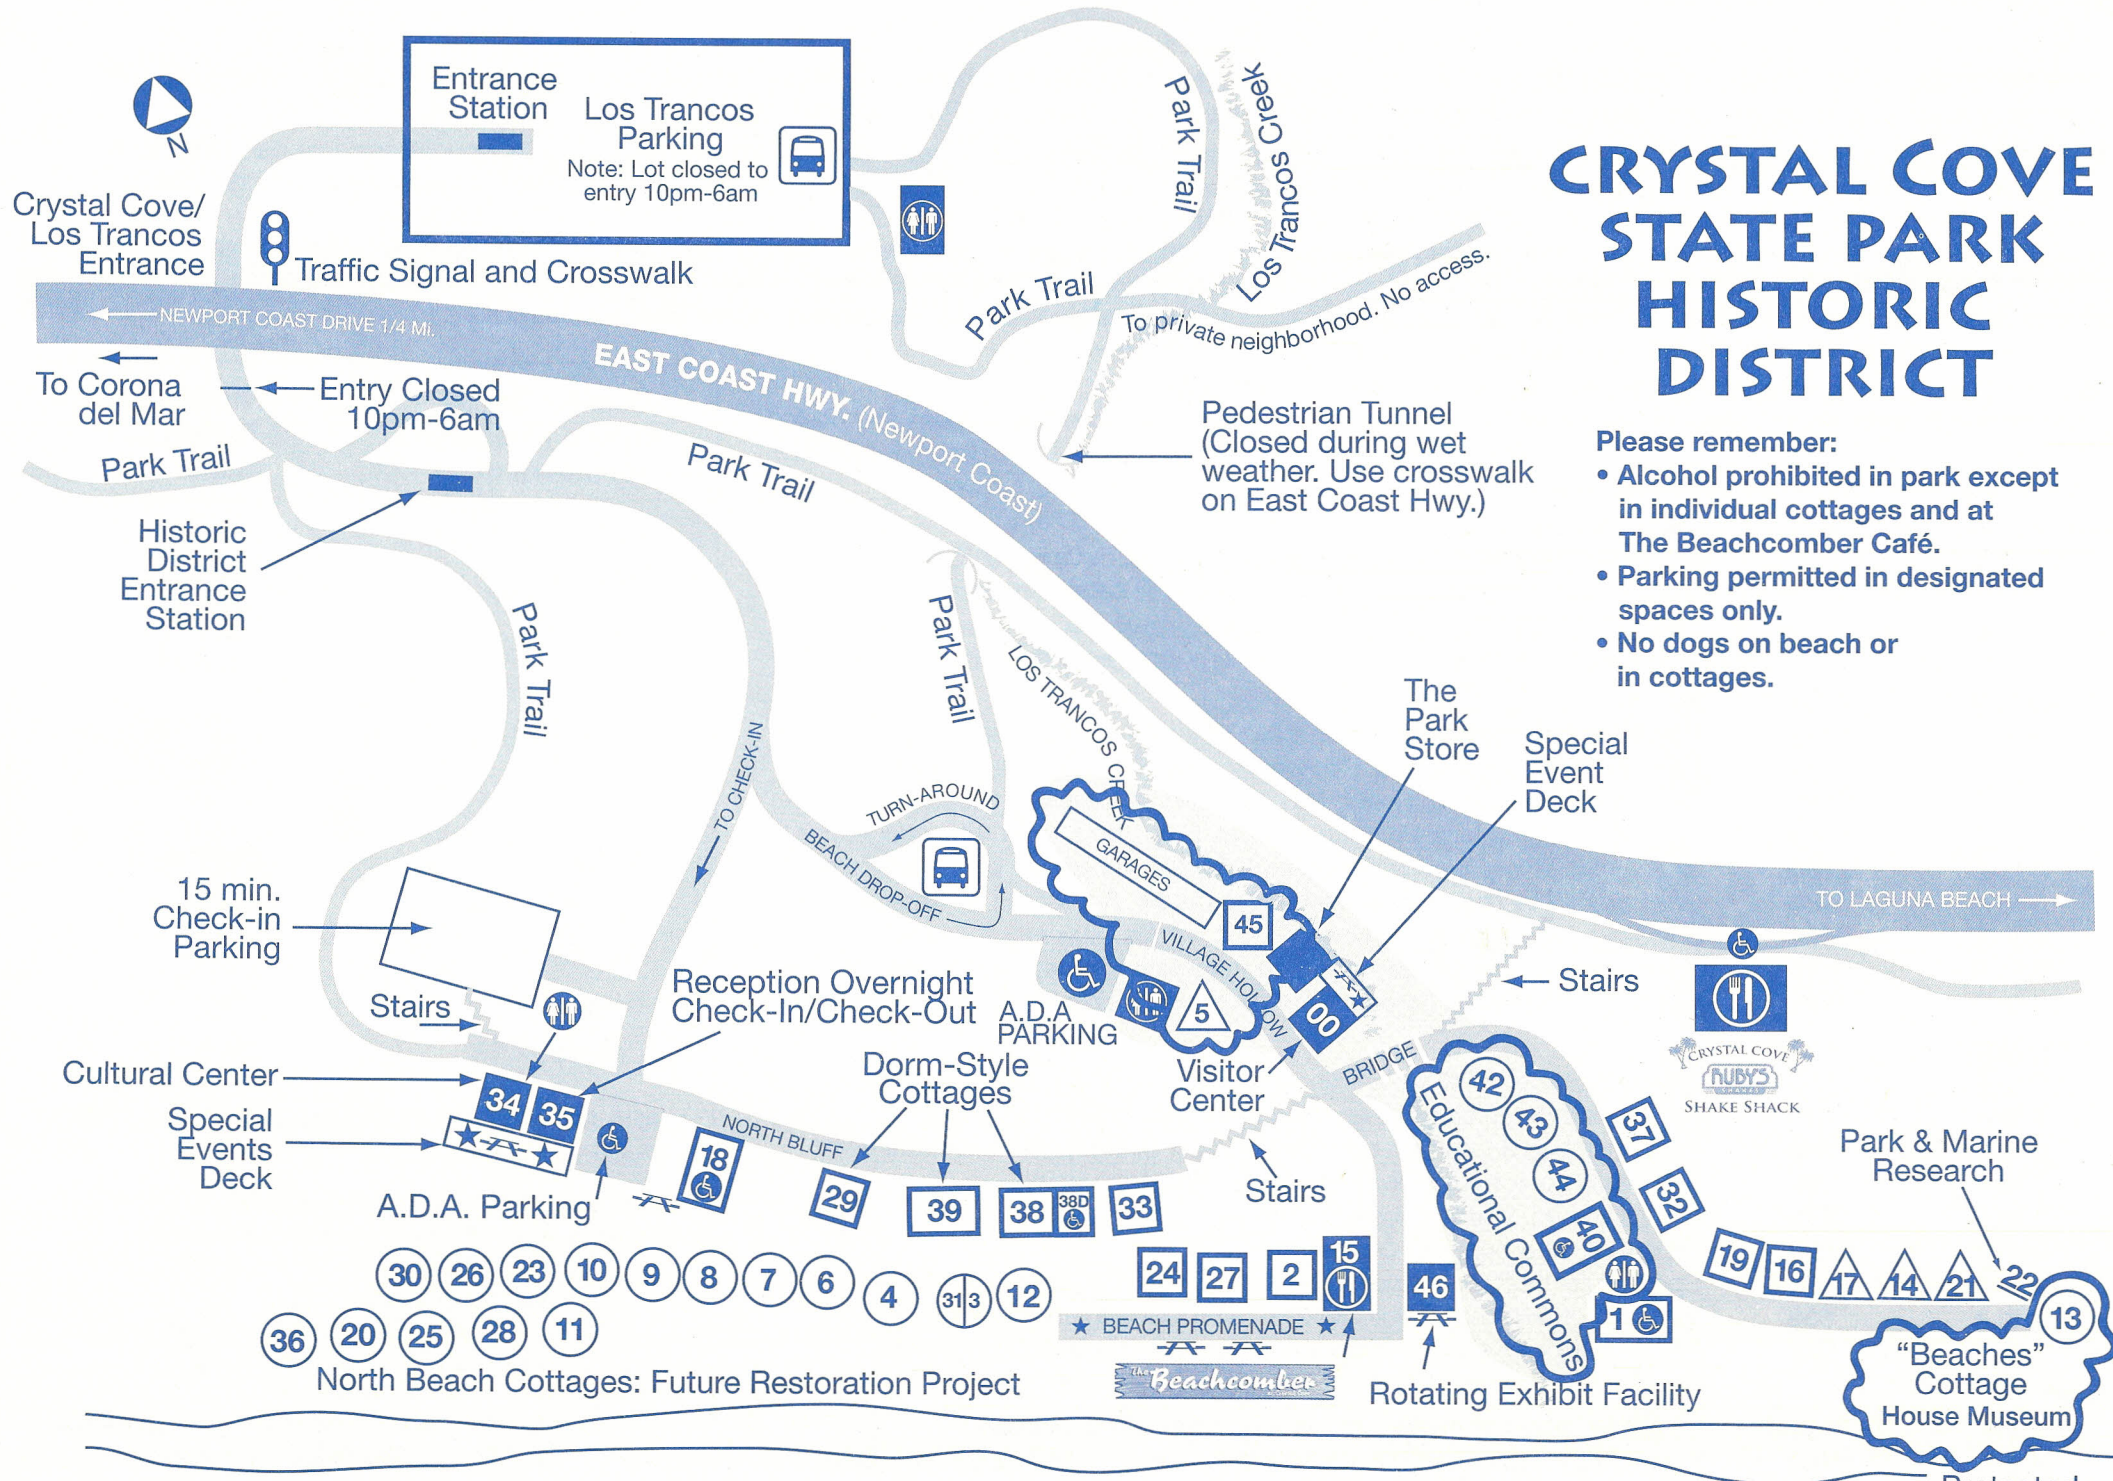 CRYSTAL COVE
STATE PARK
HISTORIC
DISTRICT
Please remember:
• Alcohol prohibited in park except
in individual cottages and at
The Beachcomber Café.
• Parking permitted in designated
spaces only.
• No dogs on beach or
in cottages.
N
Entrance
Station
Los Trancos
Parking
Note: Lot closed to
entry 10pm-6am
Crystal Cove/
Los Trancos
Entrance
Traffic Signal and Crosswalk
Park Trail
Los Trancos Creek
Park Trail
To private neighborhood. No access.
NEWPORT COAST DRIVE 1/4 Mi.
EAST COAST HWY. (Newport Coast)
To Corona
del Mar
Entry Closed
10pm-6am
Park Trail
Park Trail
Pedestrian Tunnel
(Closed during wet
weather. Use crosswalk
on East Coast Hwy.)
Historic
District
Entrance
Station
Park Trail
Park Trail
LOS TRANCOS CREEK
The
Park
Store
Special
Event
Deck
TO CHECK-IN
TURN-AROUND
BEACH DROP-OFF
GARAGES
45
VILLAGE HOLLOW
TO LAGUNA BEACH
15 min.
Check-in
Parking
Stairs
Reception Overnight
Check-In/Check-Out
A.D.A
PARKING
5
00
Stairs
BRIDGE
CRYSTAL COVE
RUBY'S
SHAKE SHACK
Cultural Center
34
35
Special
Events
Deck
A.D.A. Parking
Dorm-Style
Cottages
Visitor
Center
NORTH BLUFF
18
29
39
38
38D
33
Stairs
42
43
44
40
1
Educational Commons
37
32
Park & Marine
Research
19
16
17
14
21
22
13
"Beaches"
Cottage
House Museum
30
26
23
10
9
8
7
6
4
31
3
12
36
20
25
28
11
North Beach Cottages: Future Restoration Project
24
27
2
15
46
BEACH PROMENADE
The Beachcomber
Rotating Exhibit Facility